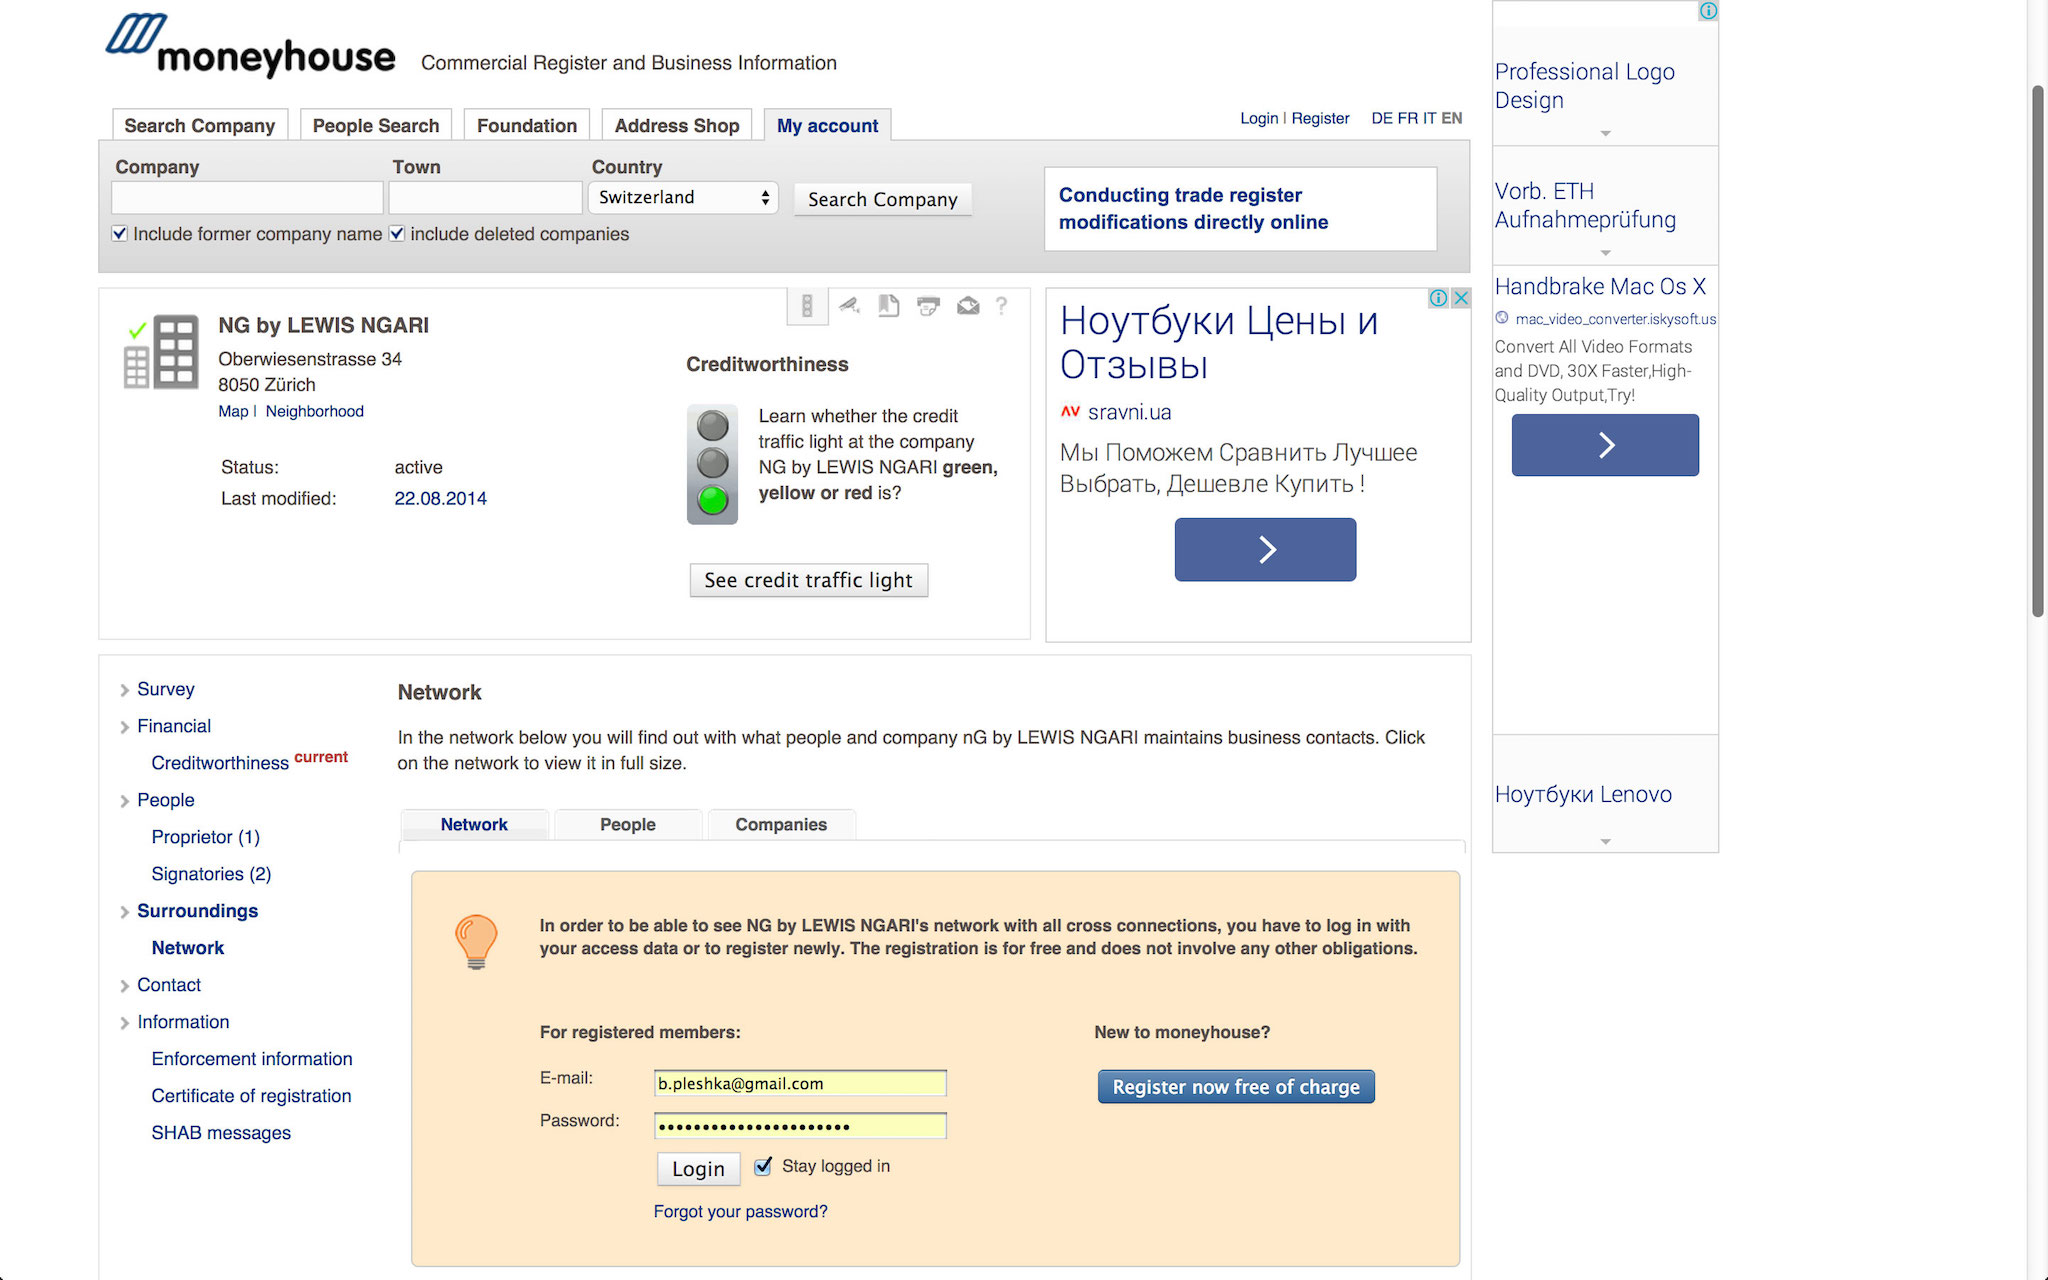 moneyhouse
Commercial Register and Business Information
Search Company
People Search
Foundation
Address Shop
My account
Login | Register
DE FR IT EN
Company
Town
Country
Switzerland
Search Company
Include former company name
include deleted companies
Conducting trade register
modifications directly online
NG by LEWIS NGARI
Oberwiesenstrasse 34
8050 Zürich
Map | Neighborhood
Status: active
Last modified: 22.08.2014
?
Creditworthiness
Learn whether the credit
traffic light at the company
NG by LEWIS NGARI green,
yellow or red is?
See credit traffic light
Ноутбуки Цены и
Отзывы
sravni.ua
Мы Поможем Сравнить Лучшее
Выбрать, Дешевле Купить !
Professional Logo
Design
Vorb. ETH
Aufnahmeprüfung
Handbrake Mac Os X
mac_video_converter.iskysoft.us
Convert All Video Formats
and DVD, 30X Faster,High-
Quality Output,Try!
Ноутбуки Lenovo
Survey
Financial
Creditworthiness current
People
Proprietor (1)
Signatories (2)
Surroundings
Network
Contact
Information
Enforcement information
Certificate of registration
SHAB messages
Network
In the network below you will find out with what people and company nG by LEWIS NGARI maintains business contacts. Click
on the network to view it in full size.
Network
People
Companies
In order to be able to see NG by LEWIS NGARI's network with all cross connections, you have to log in with
your access data or to register newly. The registration is for free and does not involve any other obligations.
For registered members:
E-mail: b.pleshka@gmail.com
Password: ••••••••••••••••••••••
Login
Stay logged in
Forgot your password?
New to moneyhouse?
Register now free of charge